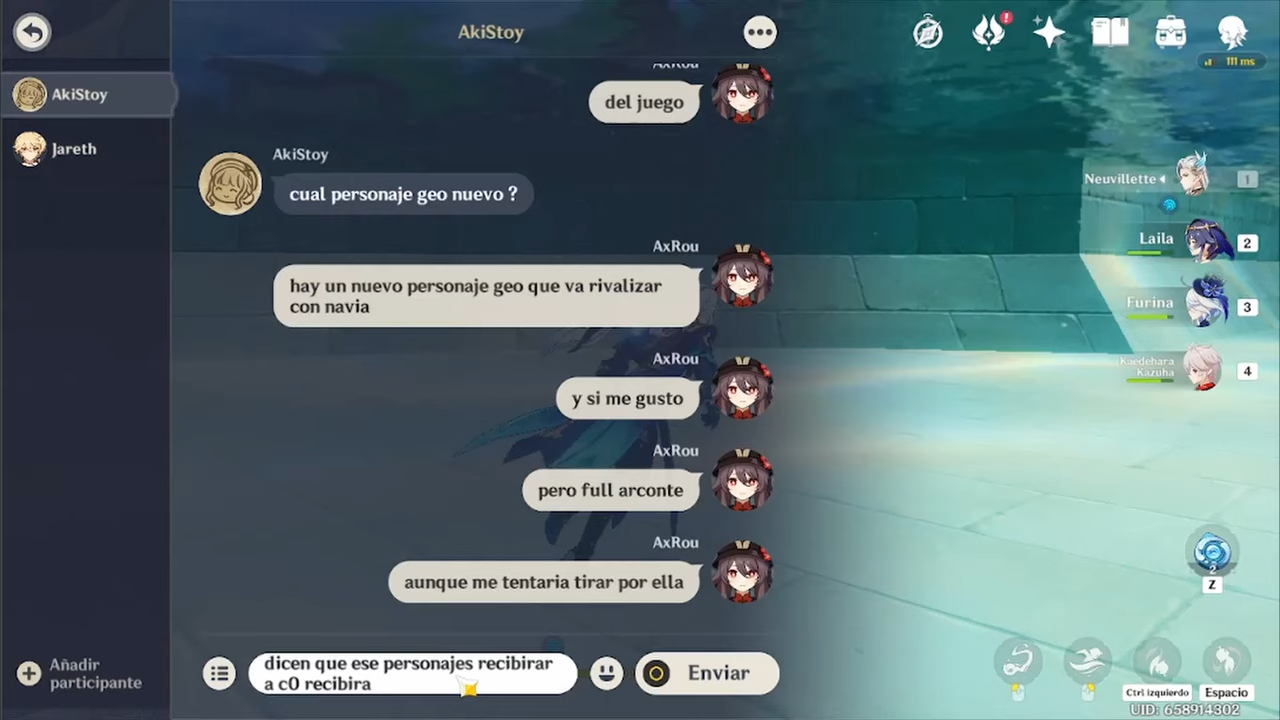 AkiStoy
111 ms
AkiStoy
Jareth
AxRou
del juego
AkiStoy
cual personaje geo nuevo ?
AxRou
hay un nuevo personaje geo que va rivalizar
con navia
AxRou
y si me gusto
AxRou
pero full arconte
AxRou
aunque me tentaria tirar por ella
dicen que ese personajes recibirar
a c0 recibira
Enviar
Añadir
participante
Neuvillette
1
Laila
2
Furina
3
Kaedehara
Kazuha
4
2
Z
Ctrl izquierdo
Espacio
UID: 658914302